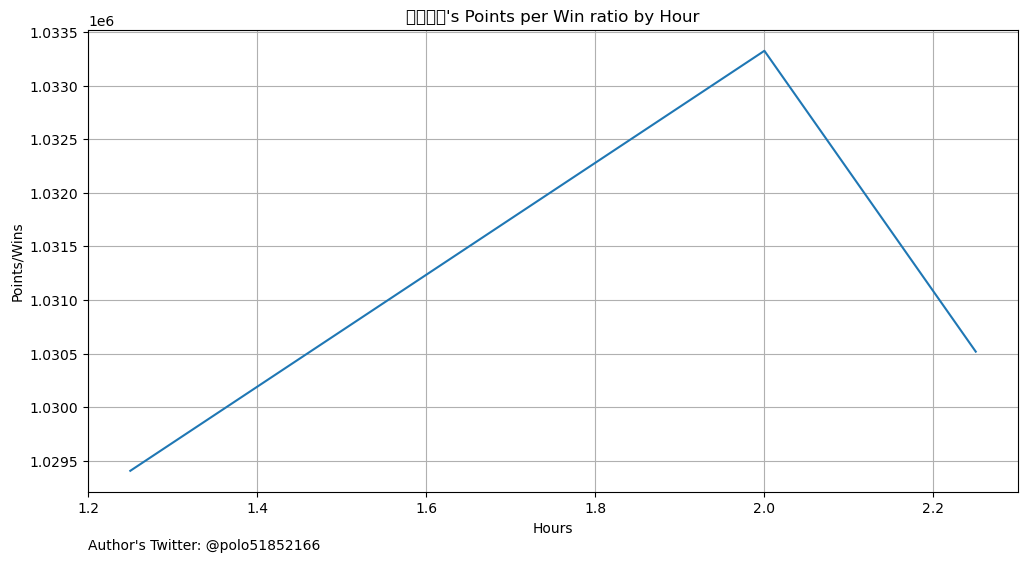 1e6
's Points per Win ratio by Hour
1.0335
1.0330
1.0325
1.0320
1.0315
1.0310
1.0305
1.0300
1.0295
Points/Wins
1.2 1.4 1.6 1.8 2.0 2.2
Hours
Author's Twitter: @polo51852166